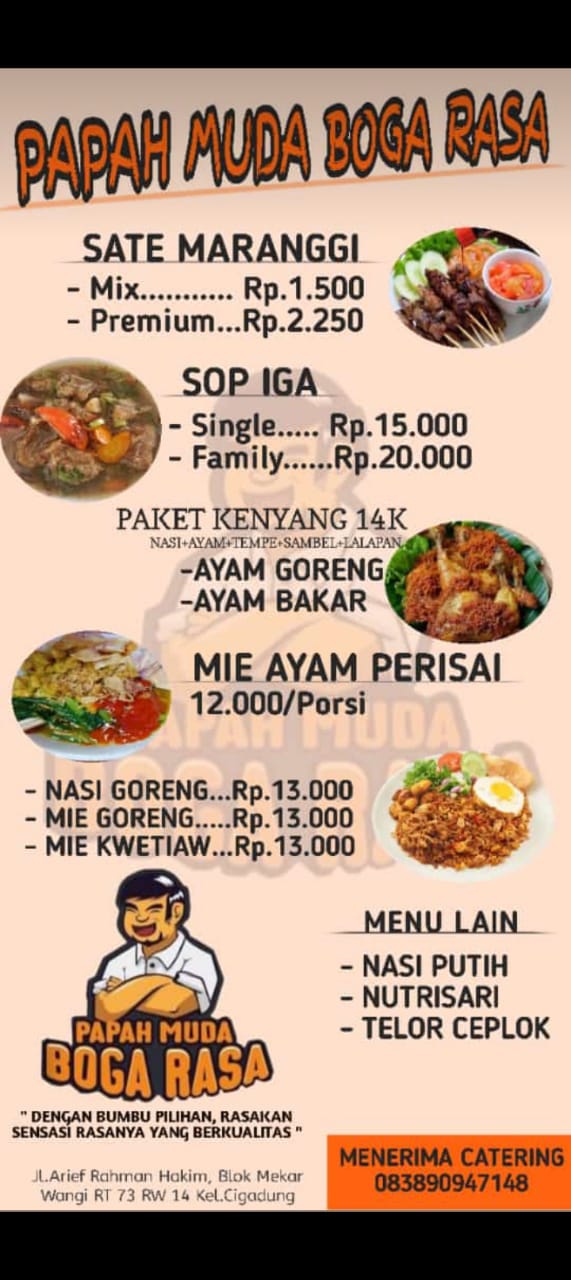 PAPAH MUDA BOGA RASA
SATE MARANGGI
- Mix........... Rp.1.500
- Premium...Rp.2.250
SOP IGA
- Single..... Rp.15.000
- Family......Rp.20.000
PAKET KENYANG 14K
NASI+AYAM+TEMPE+SAMBEL+LALAPAN
-AYAM GORENG
-AYAM BAKAR
MIE AYAM PERISAI
12.000/Porsi
PAPAH MUDA
BOGA RASA
- NASI GORENG...Rp.13.000
- MIE GORENG.....Rp.13.000
- MIE KWETIAW...Rp.13.000
MENU LAIN
- NASI PUTIH
- NUTRISARI
- TELOR CEPLOK
PAPAH MUDA
BOGA RASA
" DENGAN BUMBU PILIHAN, RASAKAN
SENSASI RASANYA YANG BERKUALITAS "
JL.Arief Rahman Hakim, Blok Mekar
Wangi RT 73 RW 14 Kel.Cigadung
MENERIMA CATERING
083890947148